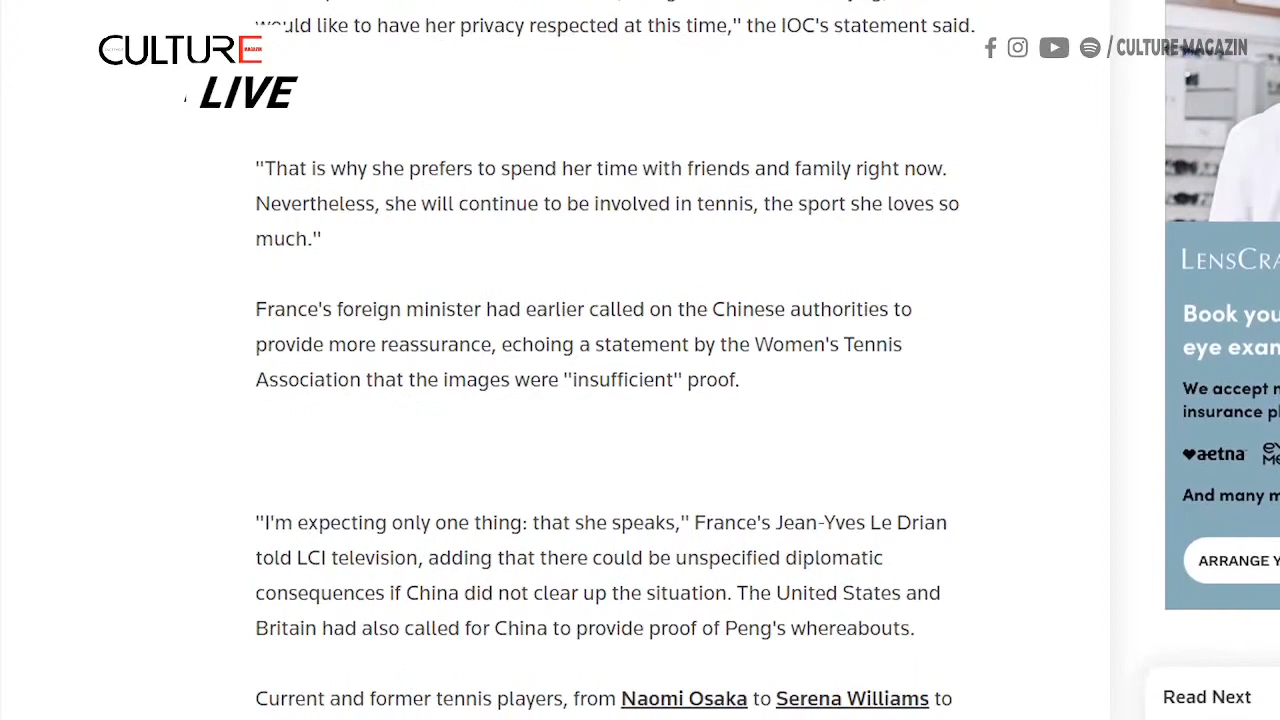 would like to have her privacy respected at this time," the IOC's statement said.
CULTURE
MAGAZIN
LIVE
/ CULTURE MAGAZIN
"That is why she prefers to spend her time with friends and family right now.
Nevertheless, she will continue to be involved in tennis, the sport she loves so
much."
France's foreign minister had earlier called on the Chinese authorities to
provide more reassurance, echoing a statement by the Women's Tennis
Association that the images were "insufficient" proof.
"I'm expecting only one thing: that she speaks," France's Jean-Yves Le Drian
told LCI television, adding that there could be unspecified diplomatic
consequences if China did not clear up the situation. The United States and
Britain had also called for China to provide proof of Peng's whereabouts.
Current and former tennis players, from Naomi Osaka to Serena Williams to
LENSCRA
Book you
eye exan
We accept
insurance pl
aetna
And many
ARRANGE
Read Next